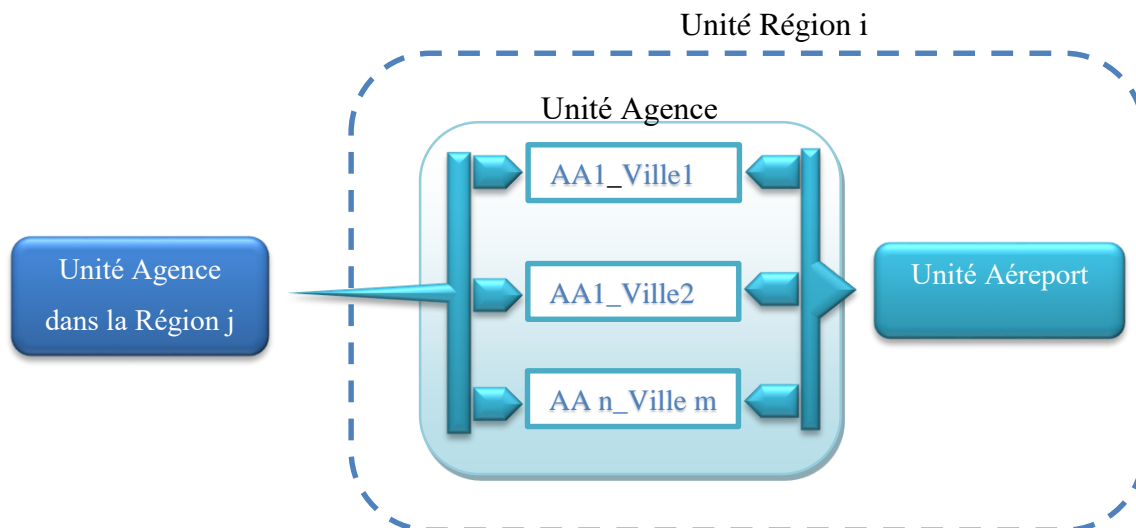 Unité Région i
Unité Agence
AA1_Ville1
Unité Agence
dans la Région j
AA1_Ville2
Unité Aéreport
AA n_Ville m